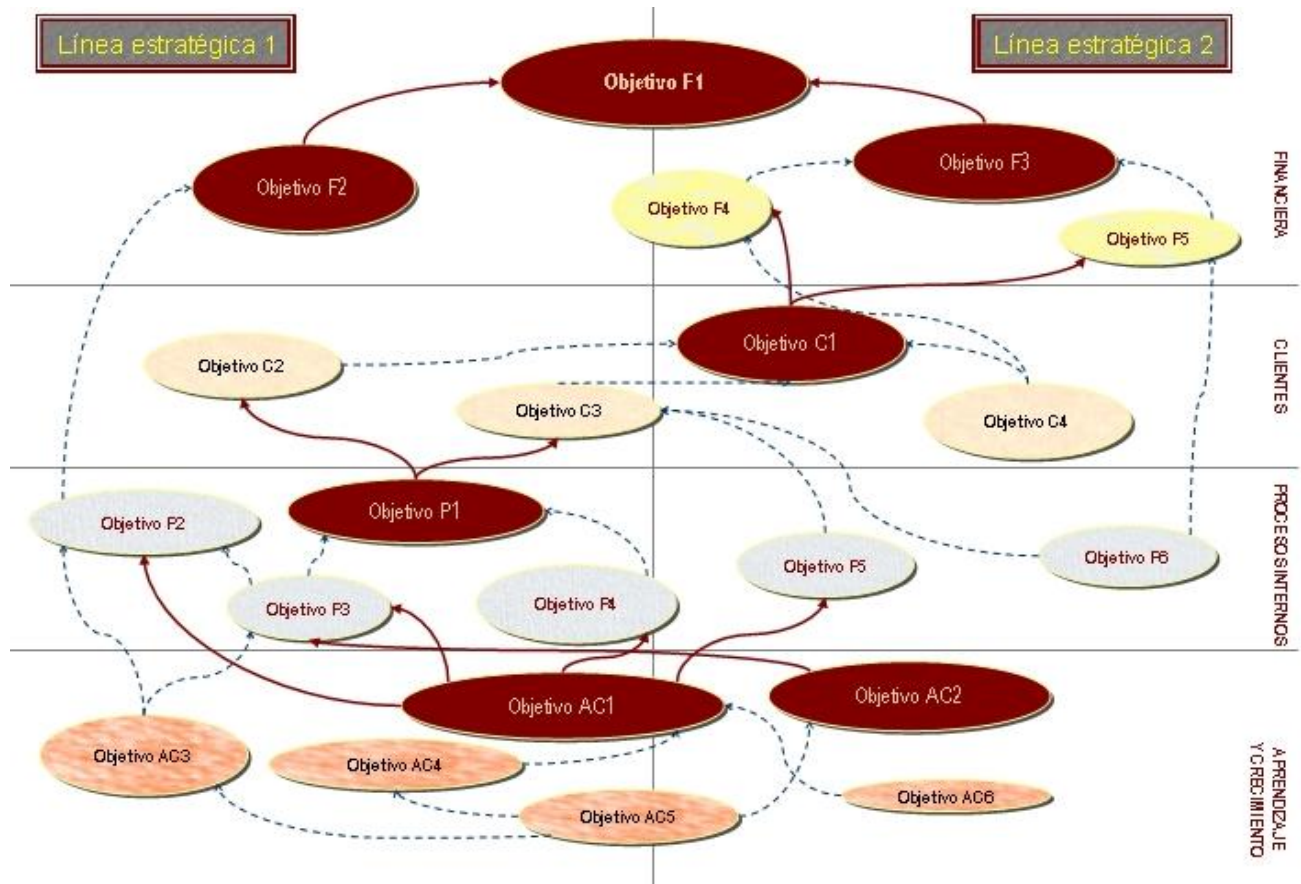 Línea estratégica 1
Línea estratégica 2
Objetivo F1
Objetivo F2
Objetivo F3
Objetivo F4
Objetivo F5
FINANCIERA
Objetivo C1
Objetivo C2
Objetivo C3
Objetivo C4
CLIENTES
Objetivo P1
Objetivo P2
Objetivo P3
Objetivo P4
Objetivo P5
Objetivo P6
PROCESOS INTERNOS
Objetivo AC1
Objetivo AC2
Objetivo AC3
Objetivo AC4
Objetivo AC5
Objetivo AC6
APRENDIZAJE
Y CRECIMIENTO